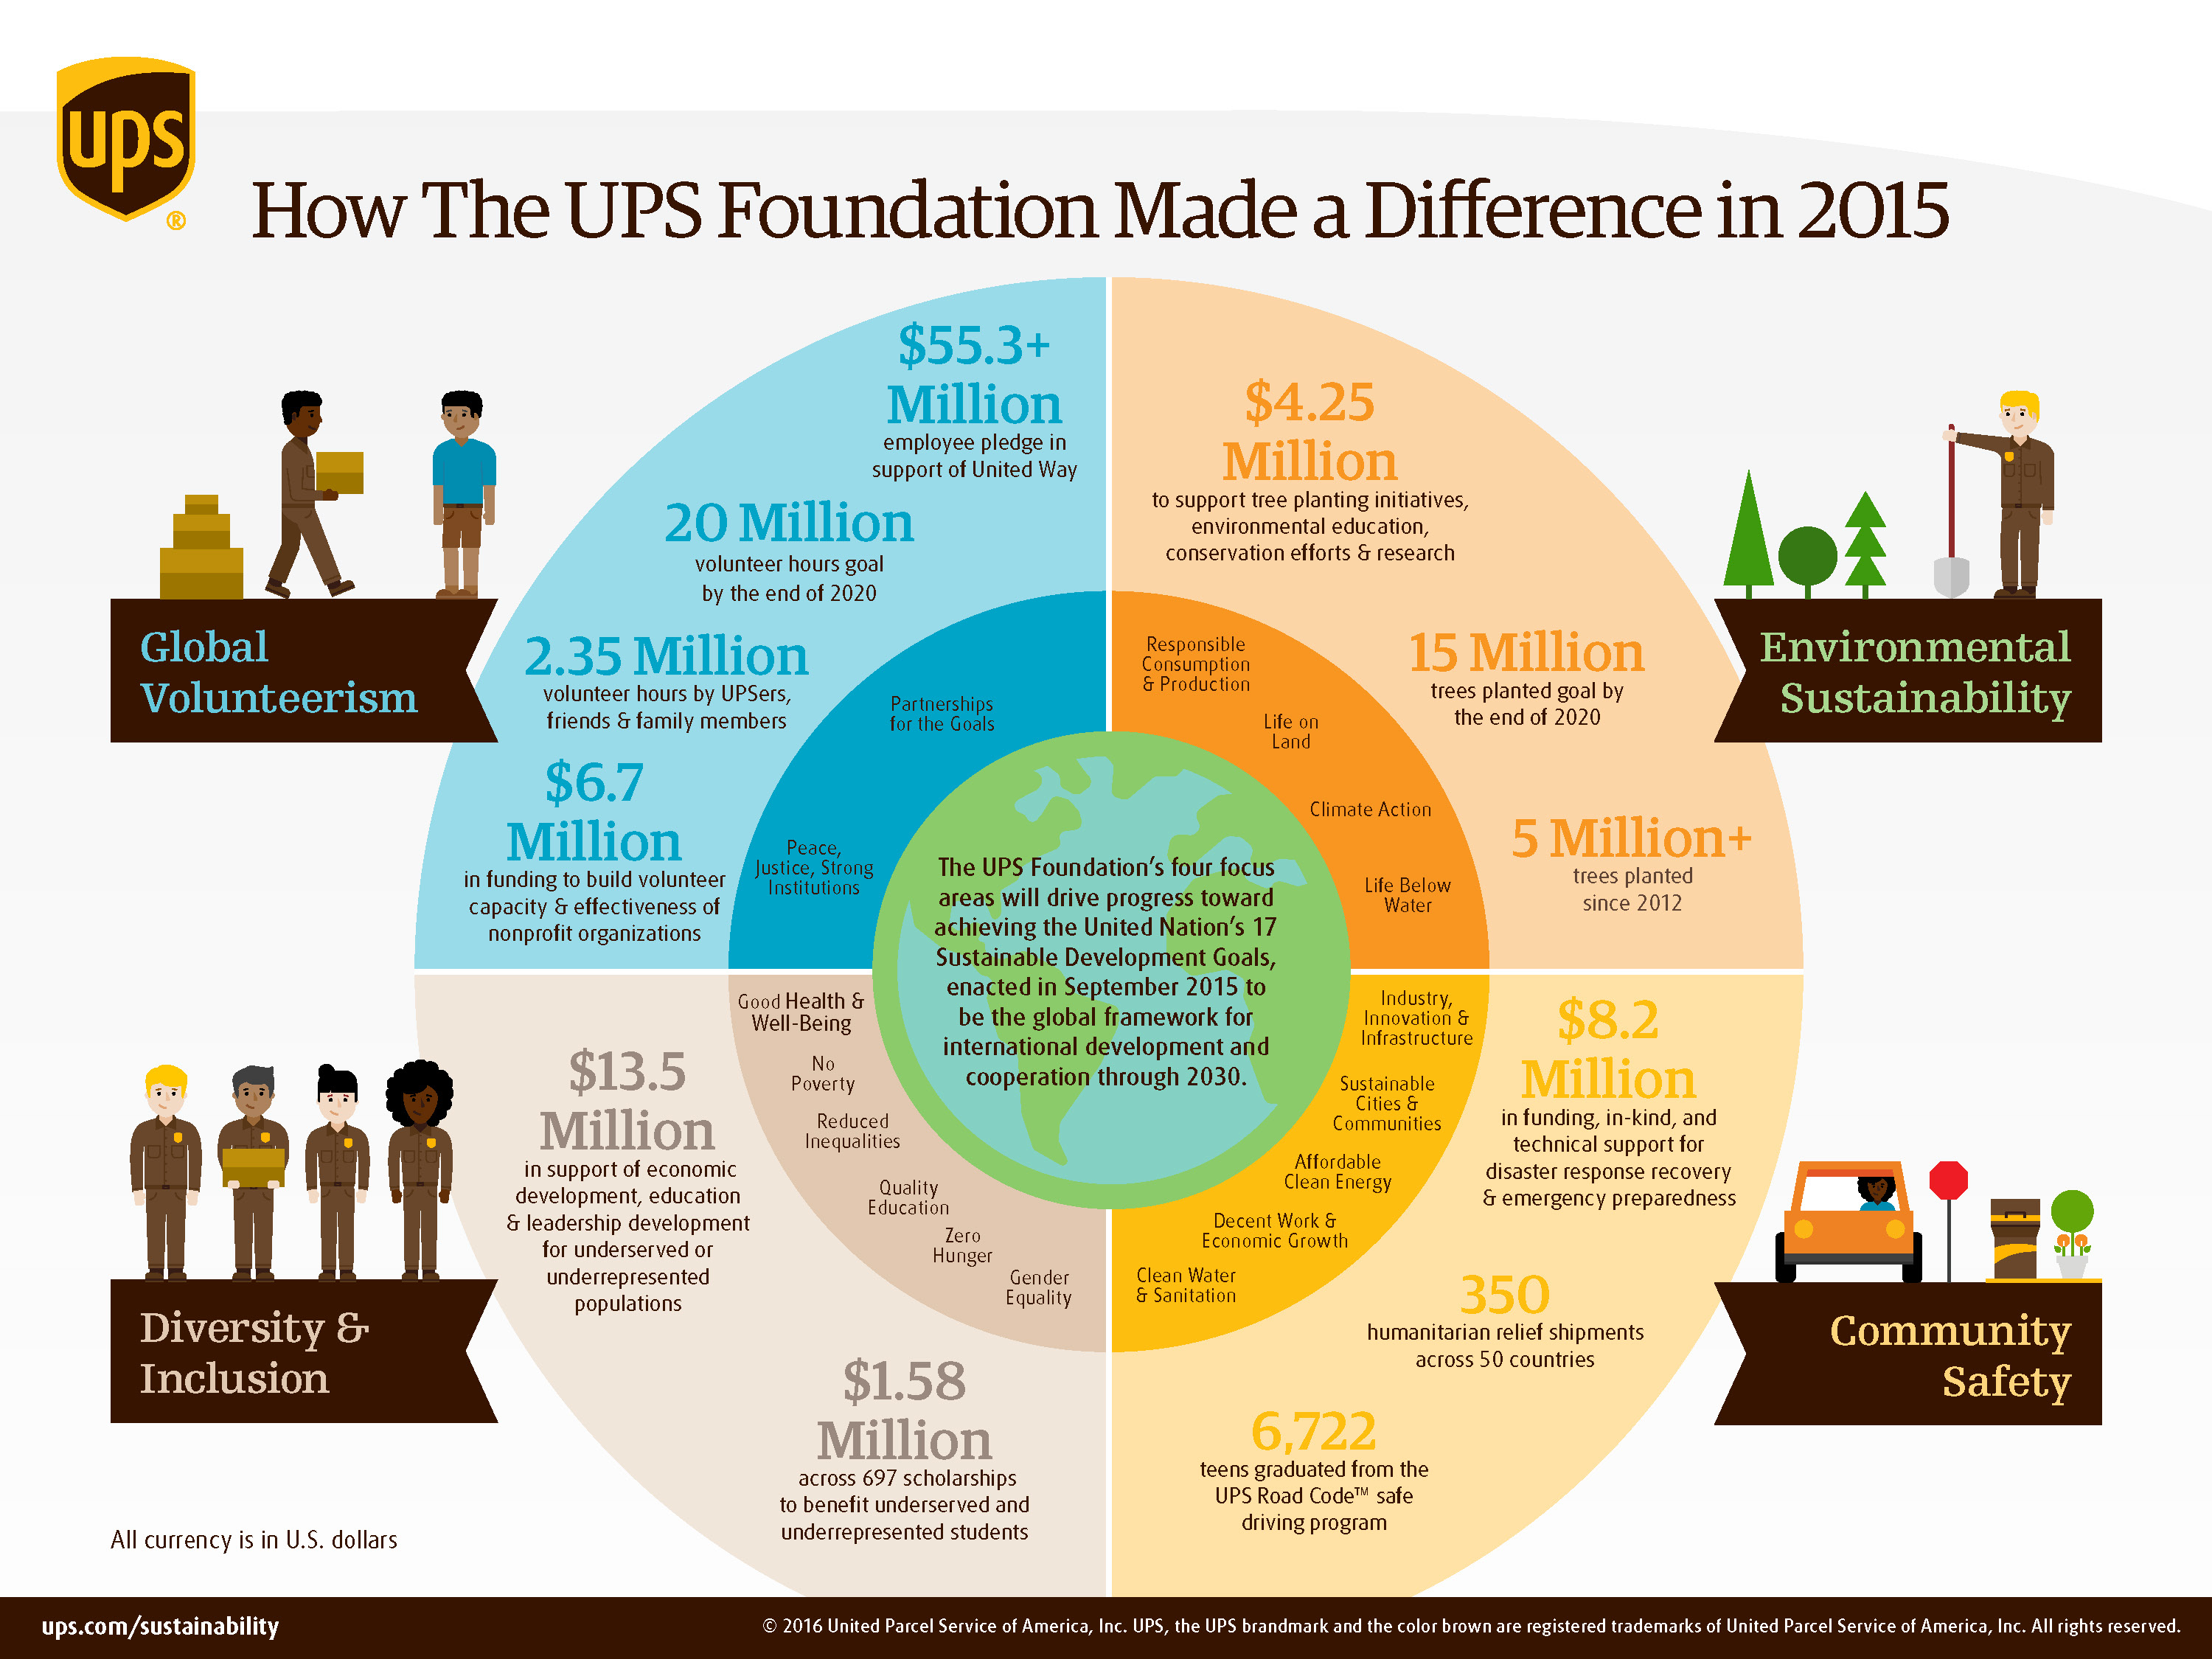 ups
®
How The UPS Foundation Made a Difference in 2015
Global
Volunteerism
$55.3+
Million
employee pledge in
support of United Way
20 Million
volunteer hours goal
by the end of 2020
2.35 Million
volunteer hours by UPSers,
friends & family members
$6.7
Million
in funding to build volunteer
capacity & effectiveness of
nonprofit organizations
Partnerships
for the Goals
Peace,
Justice, Strong
Institutions
Environmental
Sustainability
$4.25
Million
to support tree planting initiatives,
environmental education,
conservation efforts & research
15 Million
trees planted goal by
the end of 2020
5 Million+
trees planted
since 2012
Responsible
Consumption
& Production
Life on
Land
Climate Action
Life Below
Water
The UPS Foundation’s four focus
areas will drive progress toward
achieving the United Nation’s 17
Sustainable Development Goals,
enacted in September 2015 to
be the global framework for
international development and
cooperation through 2030.
Diversity &
Inclusion
$13.5
Million
in support of economic
development, education
& leadership development
for underserved or
underrepresented
populations
$1.58
Million
across 697 scholarships
to benefit underserved and
underrepresented students
Good Health &
Well-Being
No
Poverty
Reduced
Inequalities
Quality
Education
Zero
Hunger
Gender
Equality
Community
Safety
Industry,
Innovation &
Infrastructure
Sustainable
Cities &
Communities
Affordable
Clean Energy
Decent Work &
Economic Growth
Clean Water
& Sanitation
$8.2
Million
in funding, in-kind, and
technical support for
disaster response recovery
& emergency preparedness
350
humanitarian relief shipments
across 50 countries
6,722
teens graduated from the
UPS Road Code™ safe
driving program
All currency is in U.S. dollars
ups.com/sustainability
© 2016 United Parcel Service of America, Inc. UPS, the UPS brandmark and the color brown are registered trademarks of United Parcel Service of America, Inc. All rights reserved.